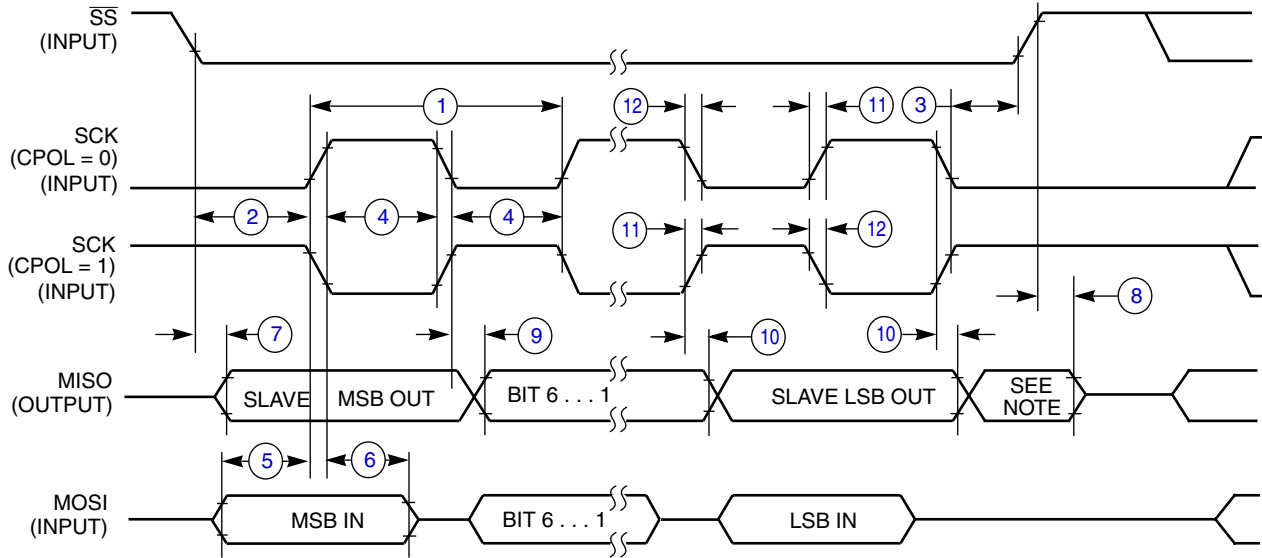 SS
(INPUT)
1
12
11
3
SCK
(CPOL = 0)
(INPUT)
2
4
4
SCK
(CPOL = 1)
(INPUT)
11
12
8
7
9
10
10
MISO
(OUTPUT)
SLAVE
MSB OUT
BIT 6 . . . 1
SLAVE LSB OUT
SEE
NOTE
5
6
MOSI
(INPUT)
MSB IN
BIT 6 . . . 1
LSB IN